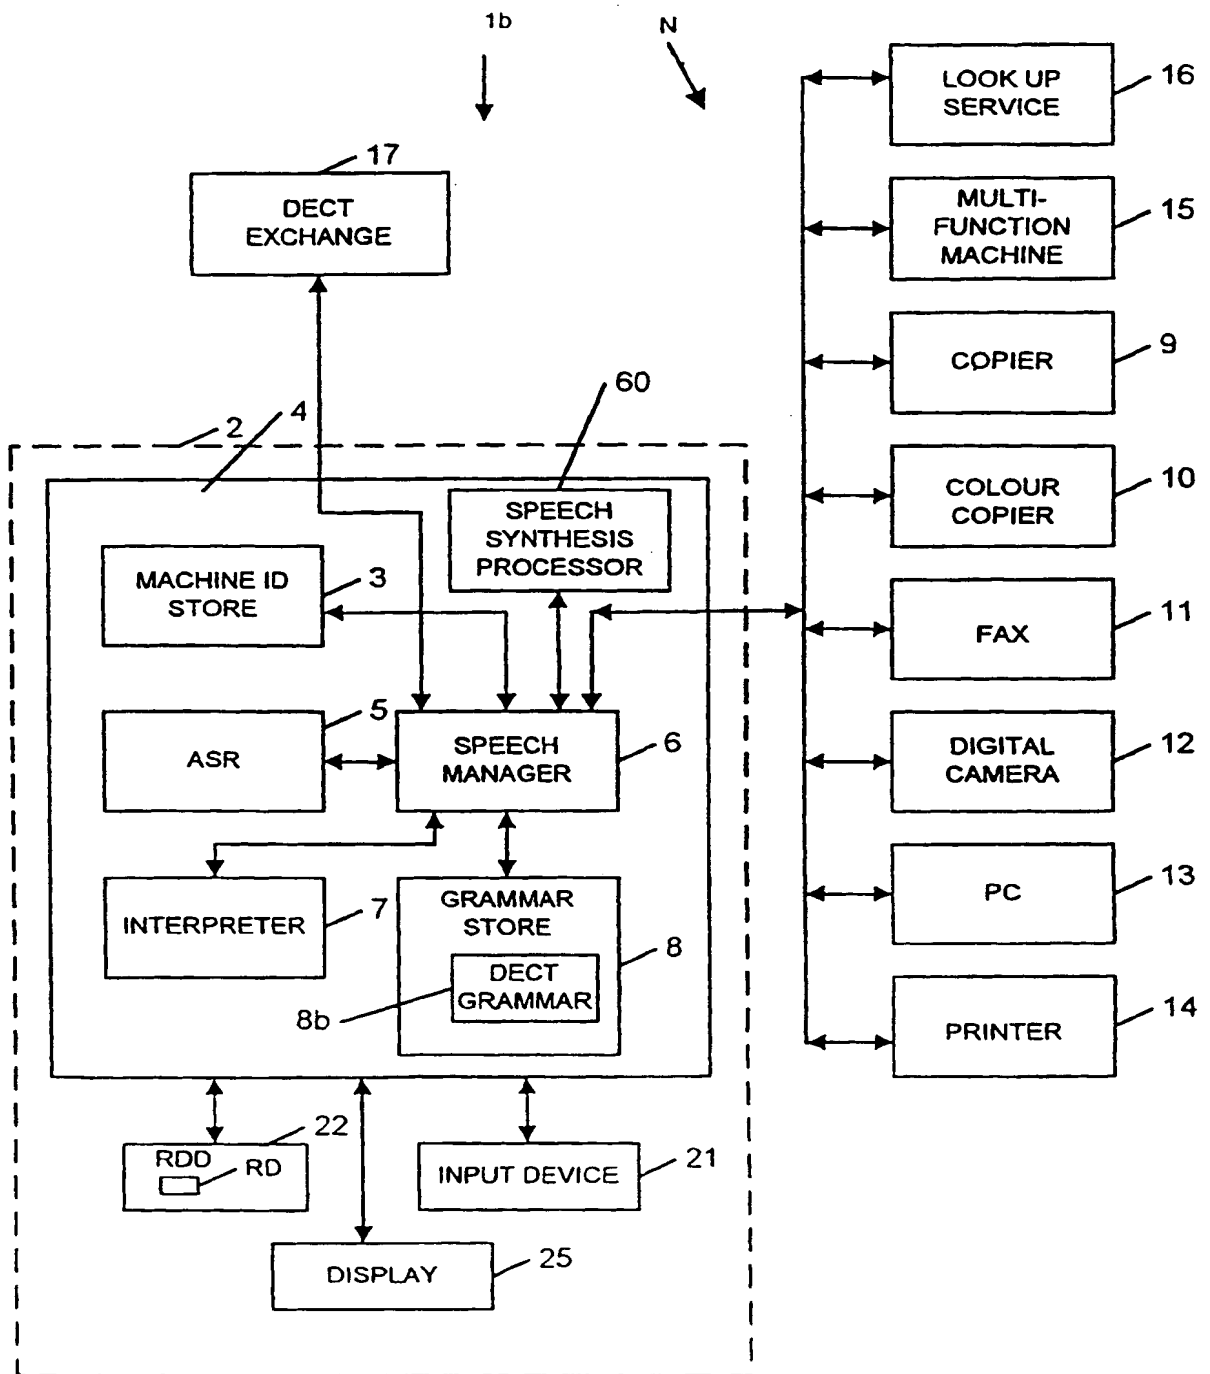 1b
N
17
DECT
EXCHANGE
LOOK UP
SERVICE
16
MULTI-
FUNCTION
MACHINE
15
COPIER
9
COLOUR
COPIER
10
FAX
11
DIGITAL
CAMERA
12
PC
13
PRINTER
14
2
4
60
SPEECH
SYNTHESIS
PROCESSOR
MACHINE ID
STORE
3
ASR
5
SPEECH
MANAGER
6
INTERPRETER
7
GRAMMAR
STORE
8
DECT
GRAMMAR
8b
RDD
RD
22
INPUT DEVICE
21
DISPLAY
25